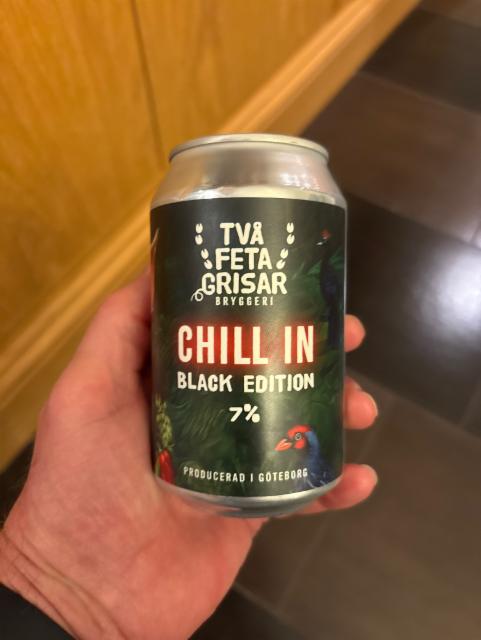 TVÅ
FETA
GRISAR
BRYGGERI
CHILL IN
BLACK EDITION
7%
PRODUCERAD I GÖTEBORG